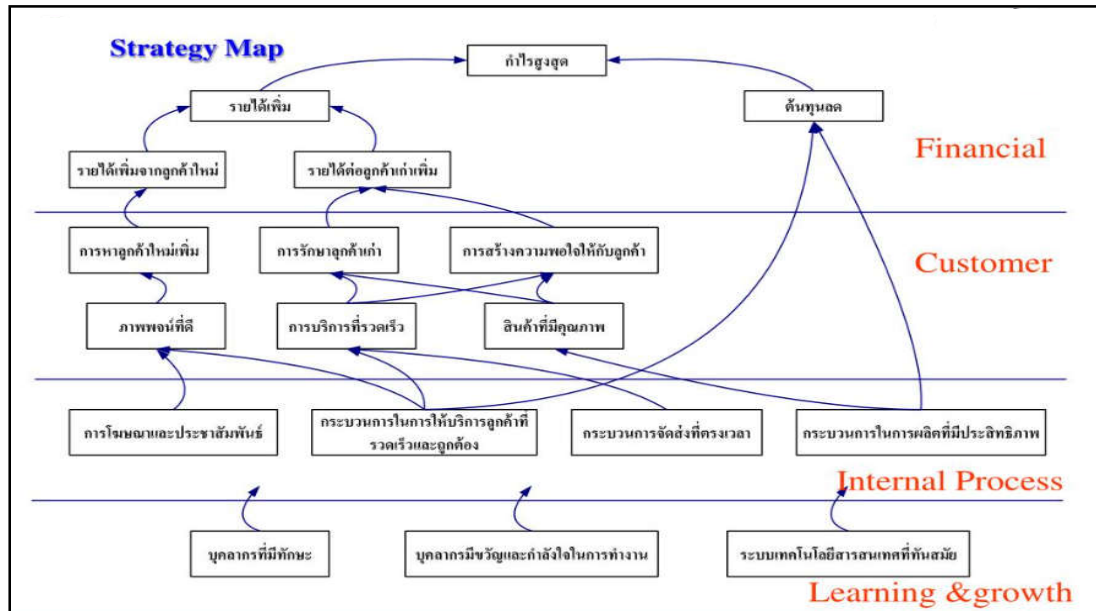 Strategy Map
กำไรสูงสุด
รายได้เพิ่ม
ต้นทุนลด
Financial
รายได้เพิ่มจากลูกค้าใหม่
รายได้ต่อลูกค้าเก่าเพิ่ม
การหาลูกค้าใหม่เพิ่ม
การรักษาลูกค้าเก่า
การสร้างความพอใจให้กับลูกค้า
Customer
ภาพพจน์ที่ดี
การบริการที่รวดเร็ว
สินค้าที่มีคุณภาพ
การโฆษณาและประชาสัมพันธ์
กระบวนการในการให้บริการลูกค้าที่
รวดเร็วและถูกต้อง
กระบวนการจัดส่งที่ตรงเวลา
กระบวนการในการผลิตที่มีประสิทธิภาพ
Internal Process
บุคลากรที่มีทักษะ
บุคลากรมีขวัญและกำลังใจในการทำงาน
ระบบเทคโนโลยีสารสนเทศที่ทันสมัย
Learning &growth